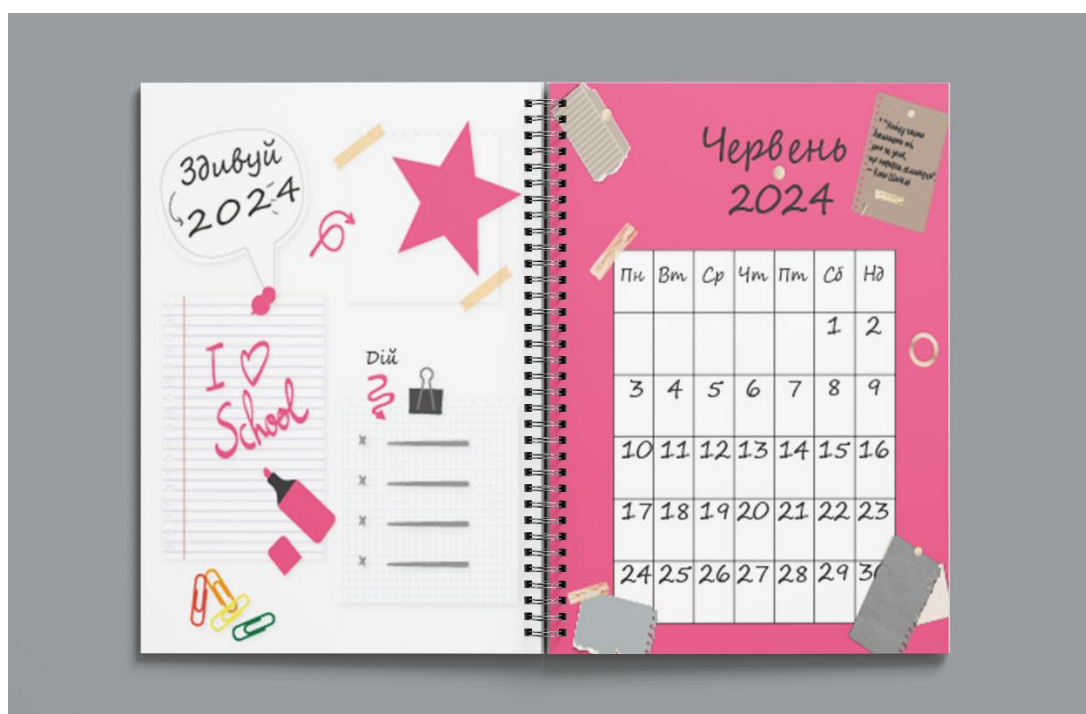 Здивуй
2024
I
School
Дій
Червень
2024
Пн Вт Ср Чт Пт Сб Нд
1 2
3 4 5 6 7 8 9
10 11 12 13 14 15 16
17 18 19 20 21 22 23
24 25 26 27 28 29 30